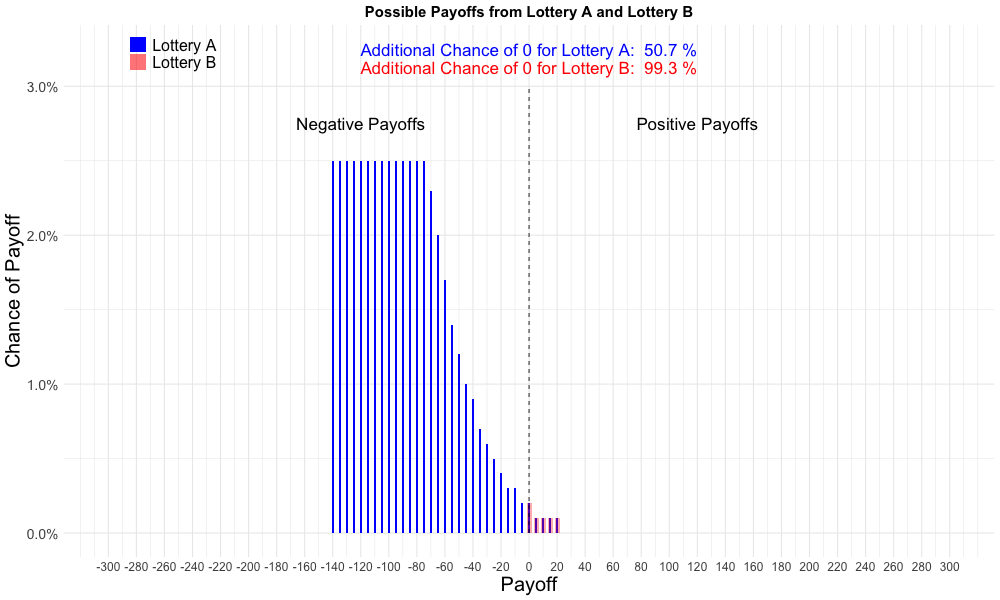 Possible Payoffs from Lottery A and Lottery B
Lottery A
Lottery B
Additional Chance of 0 for Lottery A: 50.7 %
Additional Chance of 0 for Lottery B: 99.3 %
Negative Payoffs
Positive Payoffs
Chance of Payoff
3.0%
2.0%
1.0%
0.0%
-300 -280 -260 -240 -220 -200 -180 -160 -140 -120 -100 -80 -60 -40 -20 0 20 40 60 80 100 120 140 160 180 200 220 240 260 280 300
Payoff